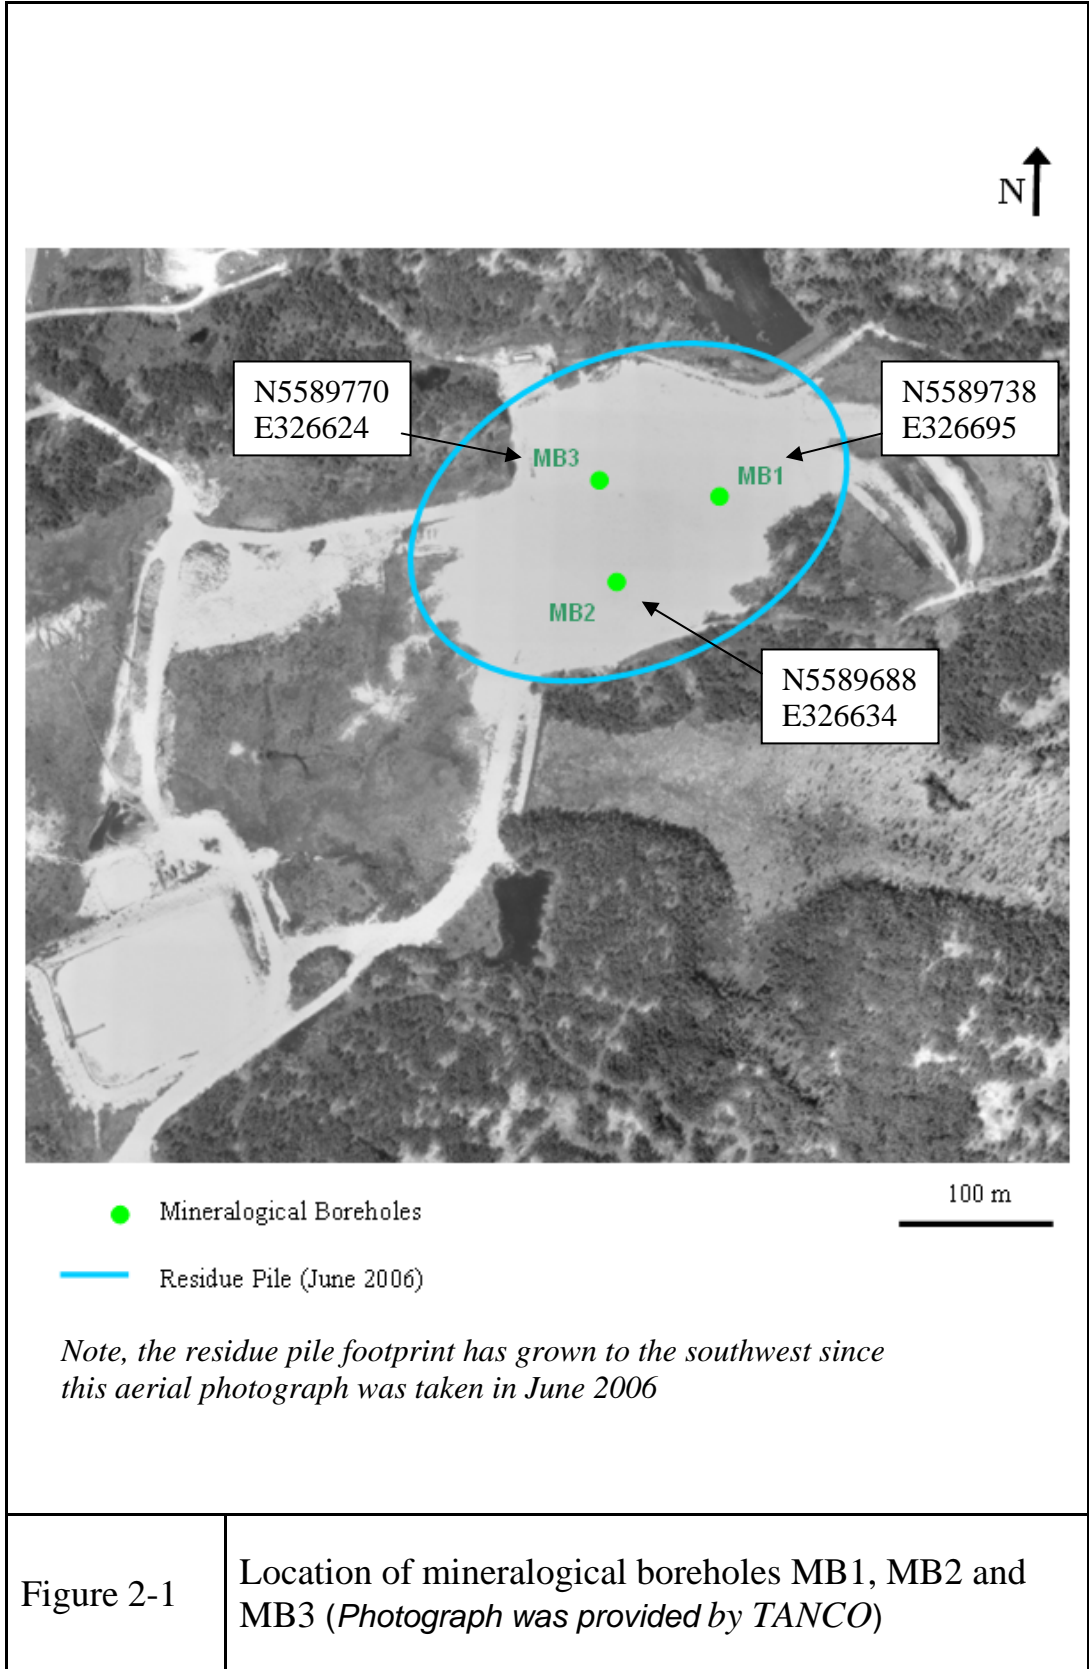 N
N5589770
E326624
N5589738
E326695
MB3
MB1
MB2
N5589688
E326634
100 m
Mineralogical Boreholes
Residue Pile (June 2006)
Note, the residue pile footprint has grown to the southwest since
this aerial photograph was taken in June 2006
Figure 2-1
Location of mineralogical boreholes MB1, MB2 and
MB3 (Photograph was provided by TANCO)